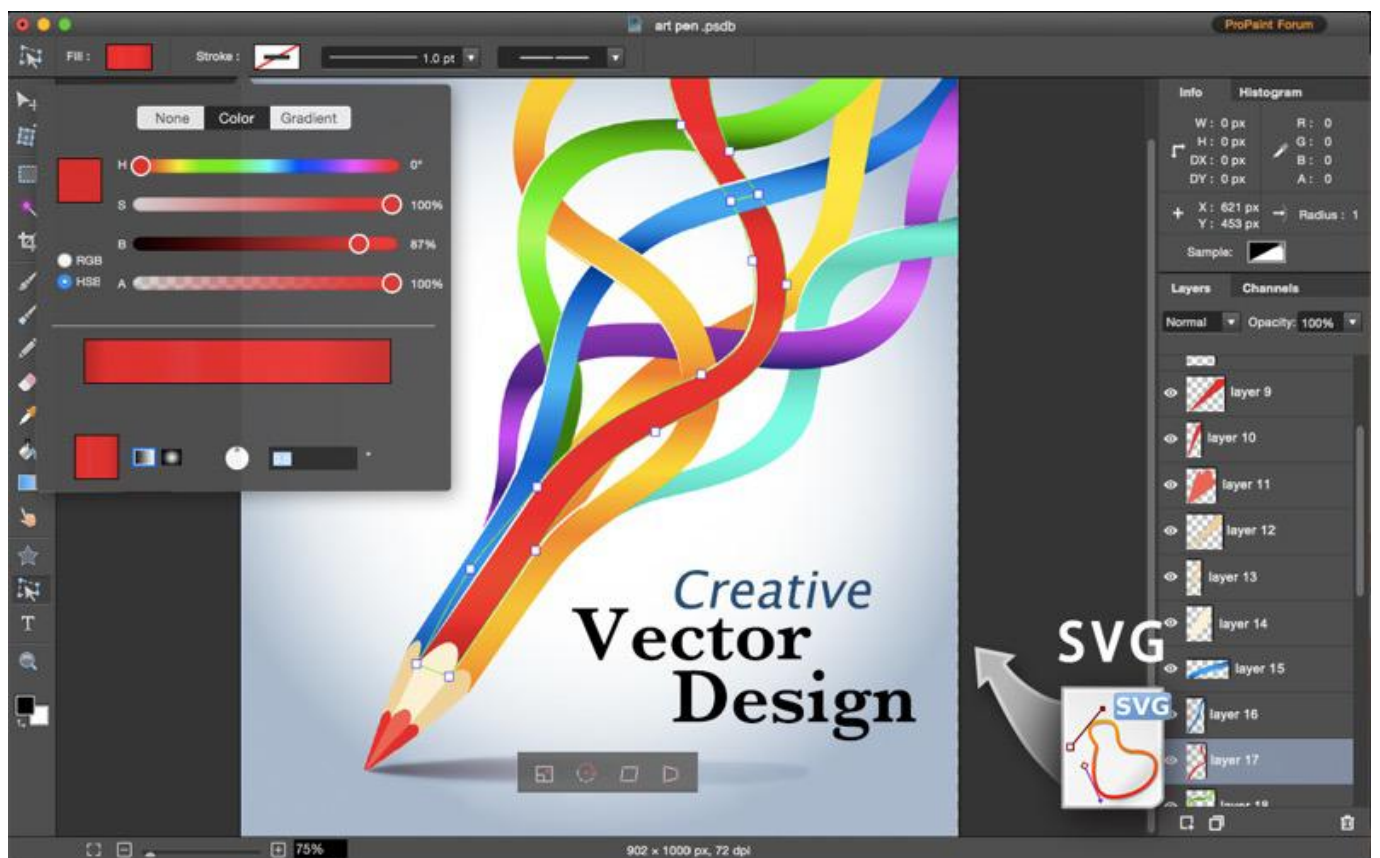 art pen .psdb
ProPaint Forum
Fill :
Stroke :
1.0 pt
None
Color
Gradient
H
0°
S
100%
B
87%
RGB
HSB
A
100%
Info
Histogram
W : 0 px
R : 0
H : 0 px
G : 0
DX : 0 px
B : 0
DY : 0 px
A : 0
X : 621 px
Y : 453 px
Radius : 1
Sample:
Layers
Channels
Normal
Opacity: 100%
layer 9
layer 10
layer 11
layer 12
layer 13
layer 14
layer 15
layer 16
layer 17
layer 18
T
Creative
Vector
Design
SVG
SVG
75%
902 x 1000 px, 72 dpi